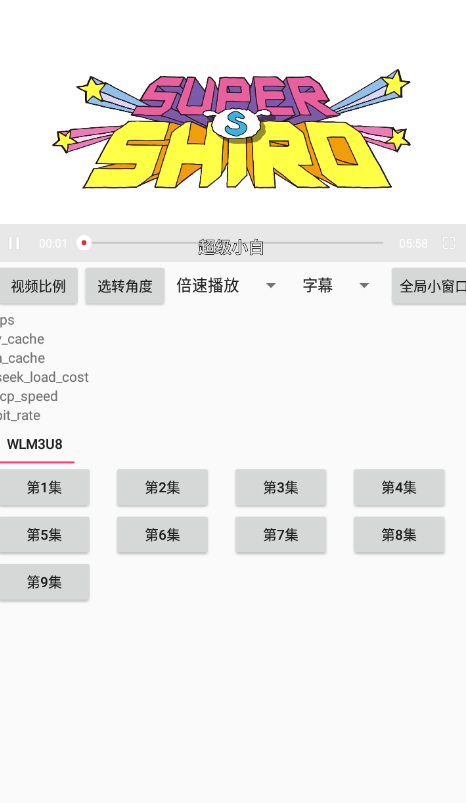 SUPER
S
SHIRO
00:01
超级小白
05:58
视频比例
选转角度
倍速播放
字幕
全局小窗口
ps
v_cache
a_cache
seek_load_cost
cp_speed
bit_rate
WLM3U8
第1集
第2集
第3集
第4集
第5集
第6集
第7集
第8集
第9集